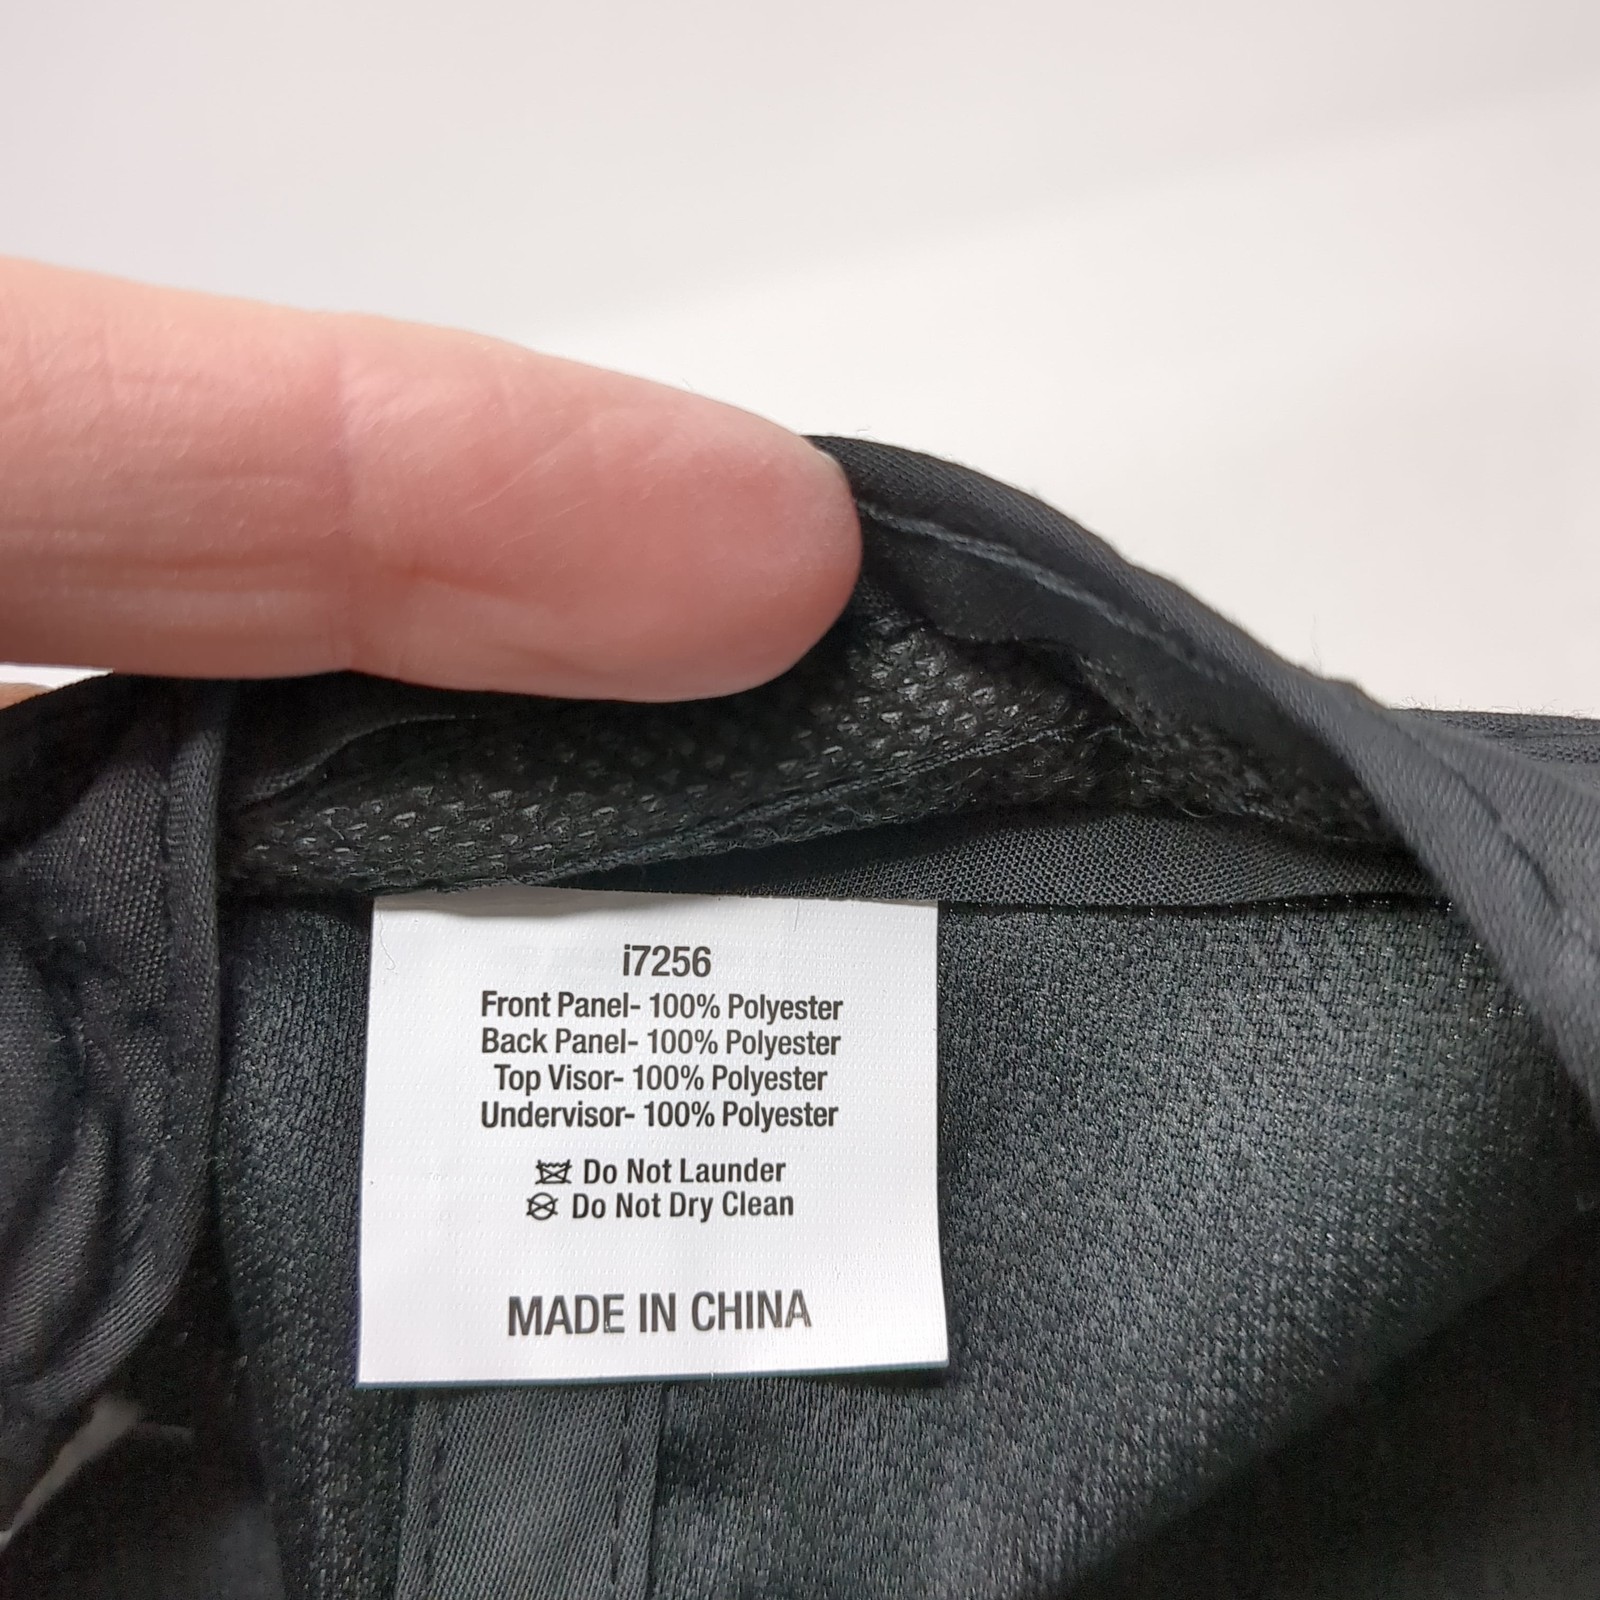 i7256
Front Panel- 100% Polyester
Back Panel- 100% Polyester
Top Visor- 100% Polyester
Undervisor- 100% Polyester
Do Not Launder
Do Not Dry Clean
MADE IN CHINA